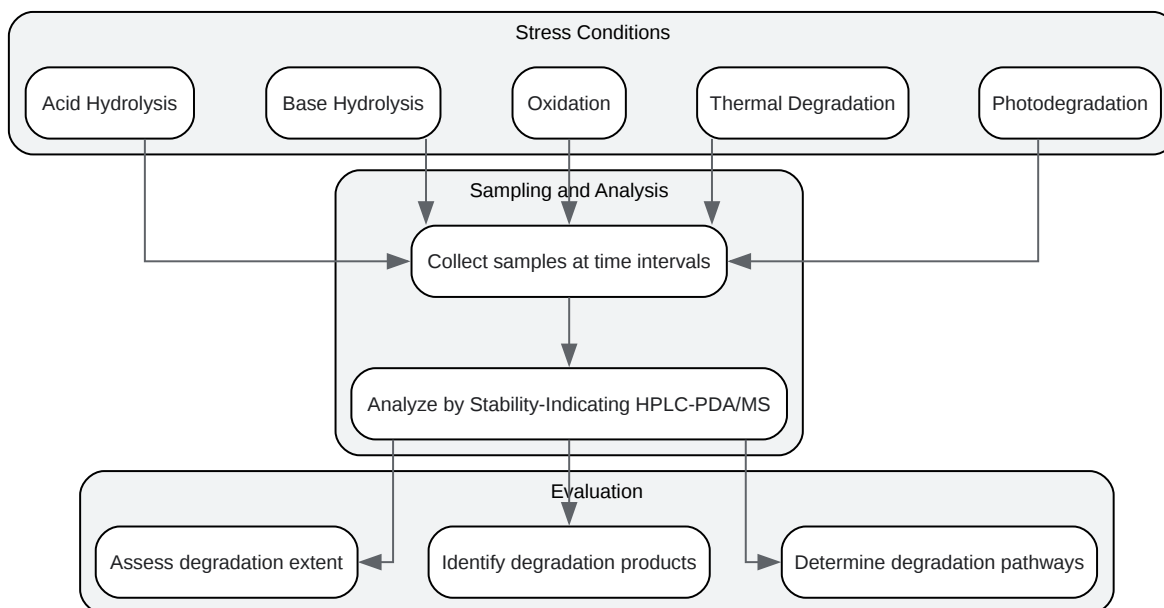 Stress Conditions
Acid Hydrolysis
Base Hydrolysis
Oxidation
Thermal Degradation
Photodegradation
Sampling and Analysis
Collect samples at time intervals
Analyze by Stability-Indicating HPLC-PDA/MS
Evaluation
Assess degradation extent
Identify degradation products
Determine degradation pathways